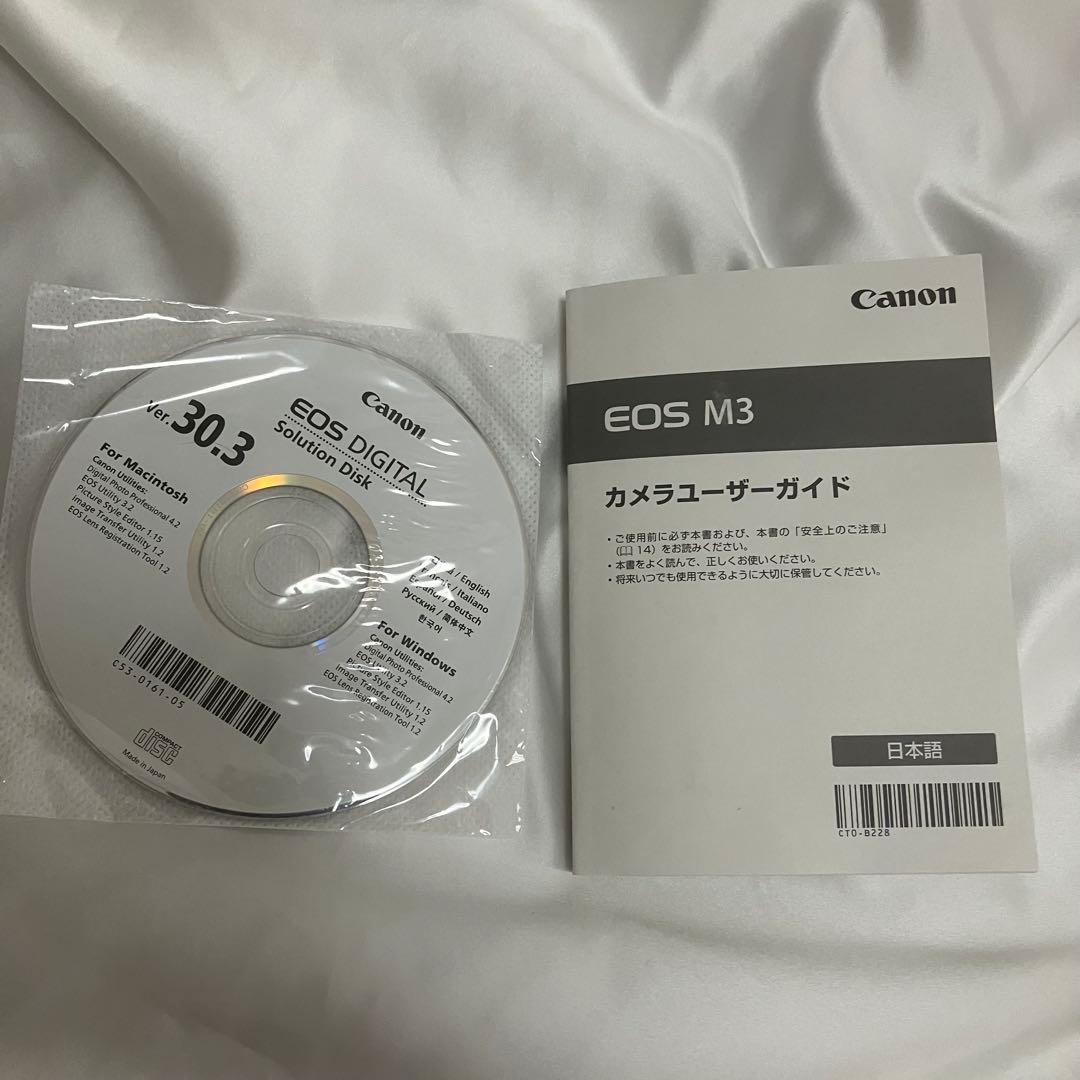 Canon
EOS DIGITAL
Solution Disk
Ver.30.3
For Macintosh
Canon Utilities:
Digital Photo Professional 4.2
EOS Utility 3.2
Picture Style Editor 1.15
Image Transfer Utility 1.2
EOS Lens Registration Tool 1.2
/ English
/ Italiano
Español / Deutsch
Русский / 简体中文
한국어
For Windows
Canon Utilities:
Digital Photo Professional 4.2
EOS Utility 3.2
Picture Style Editor 1.15
Image Transfer Utility 1.2
EOS Lens Registration Tool 1.2
C53-0161-05
COMPACT
disc
Made in Japan
Canon
EOS M3
カメラユーザーガイド
・ご使用前に必ず本書および、本書の「安全上のご注意」
（ 14）をお読みください。
・本書をよく読んで、正しくお使いください。
・将来いつでも使用できるように大切に保管してください。
日本語
CT0-B228